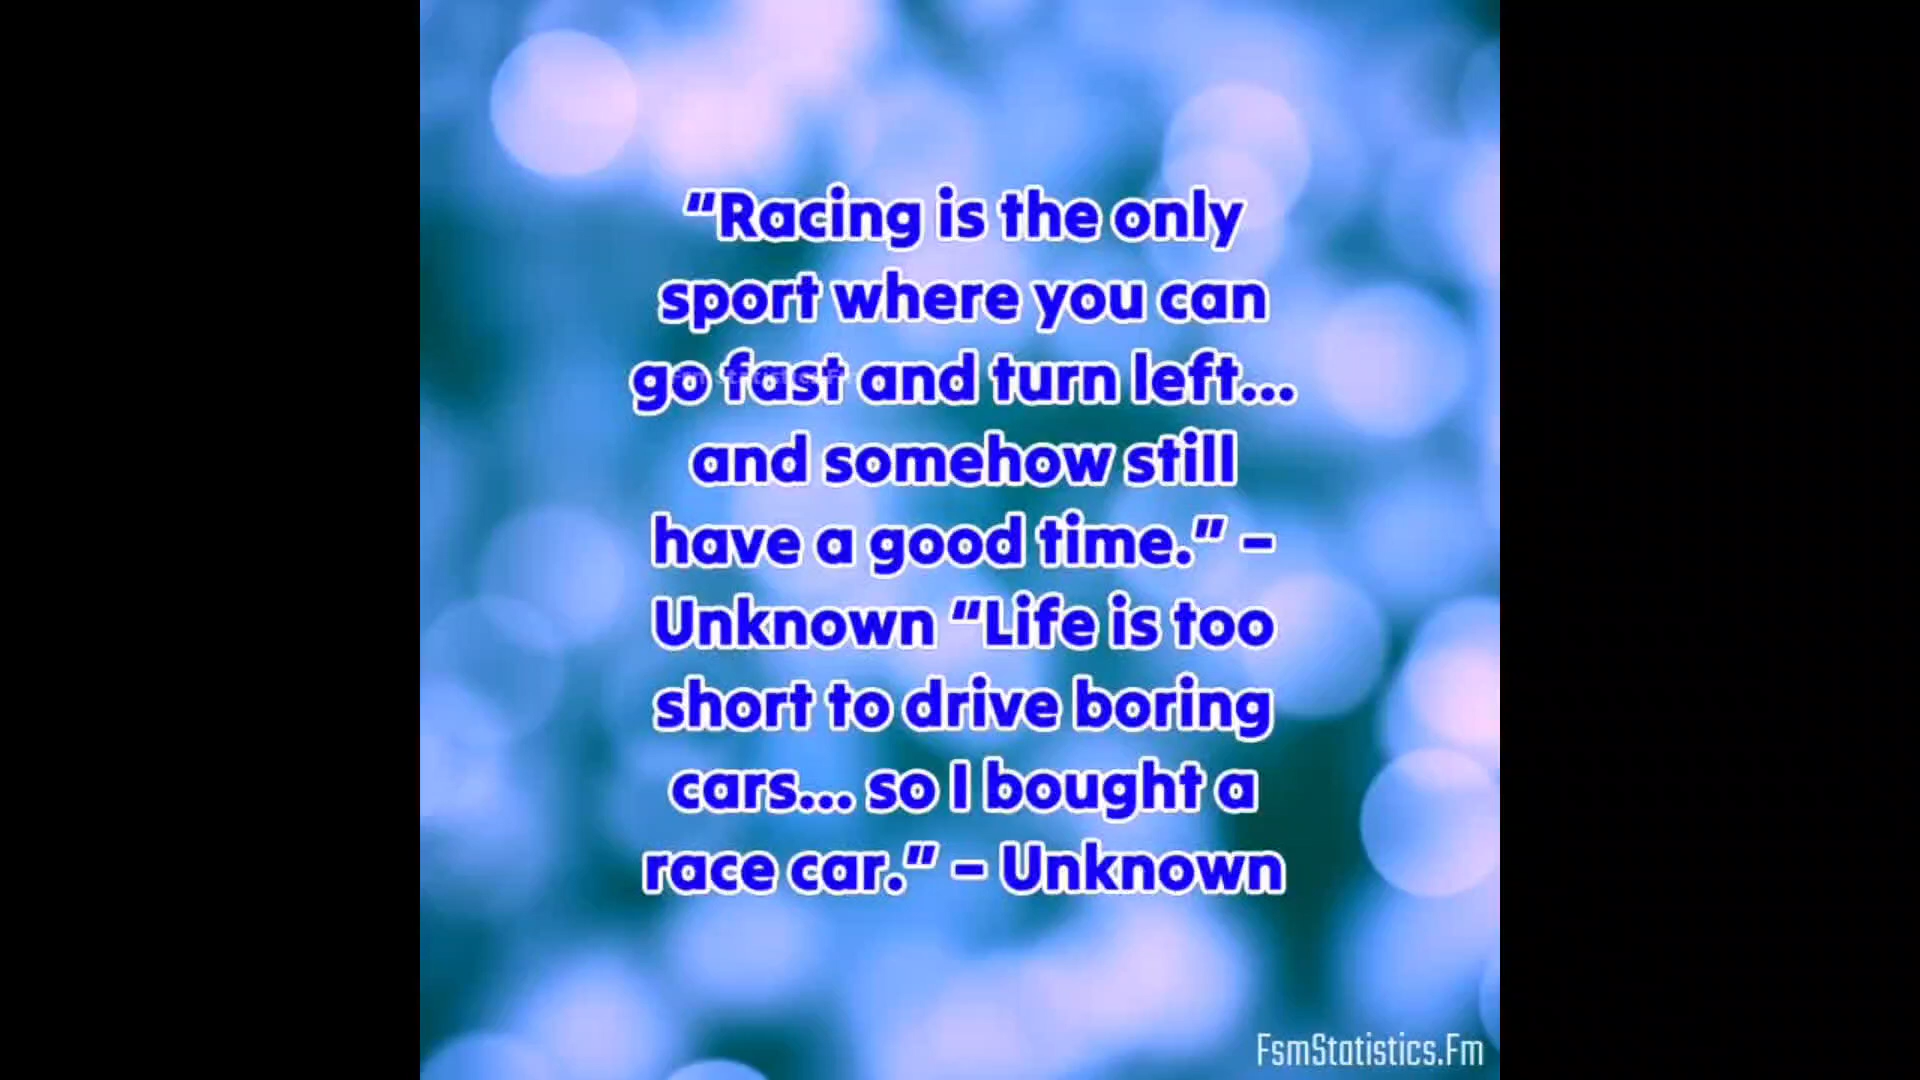 “Racing is the only
sport where you can
go fast and turn left...
and somehow still
have a good time.” –
Unknown “Life is too
short to drive boring
cars... so I bought a
race car.” – Unknown
FsmStatistics.Fm